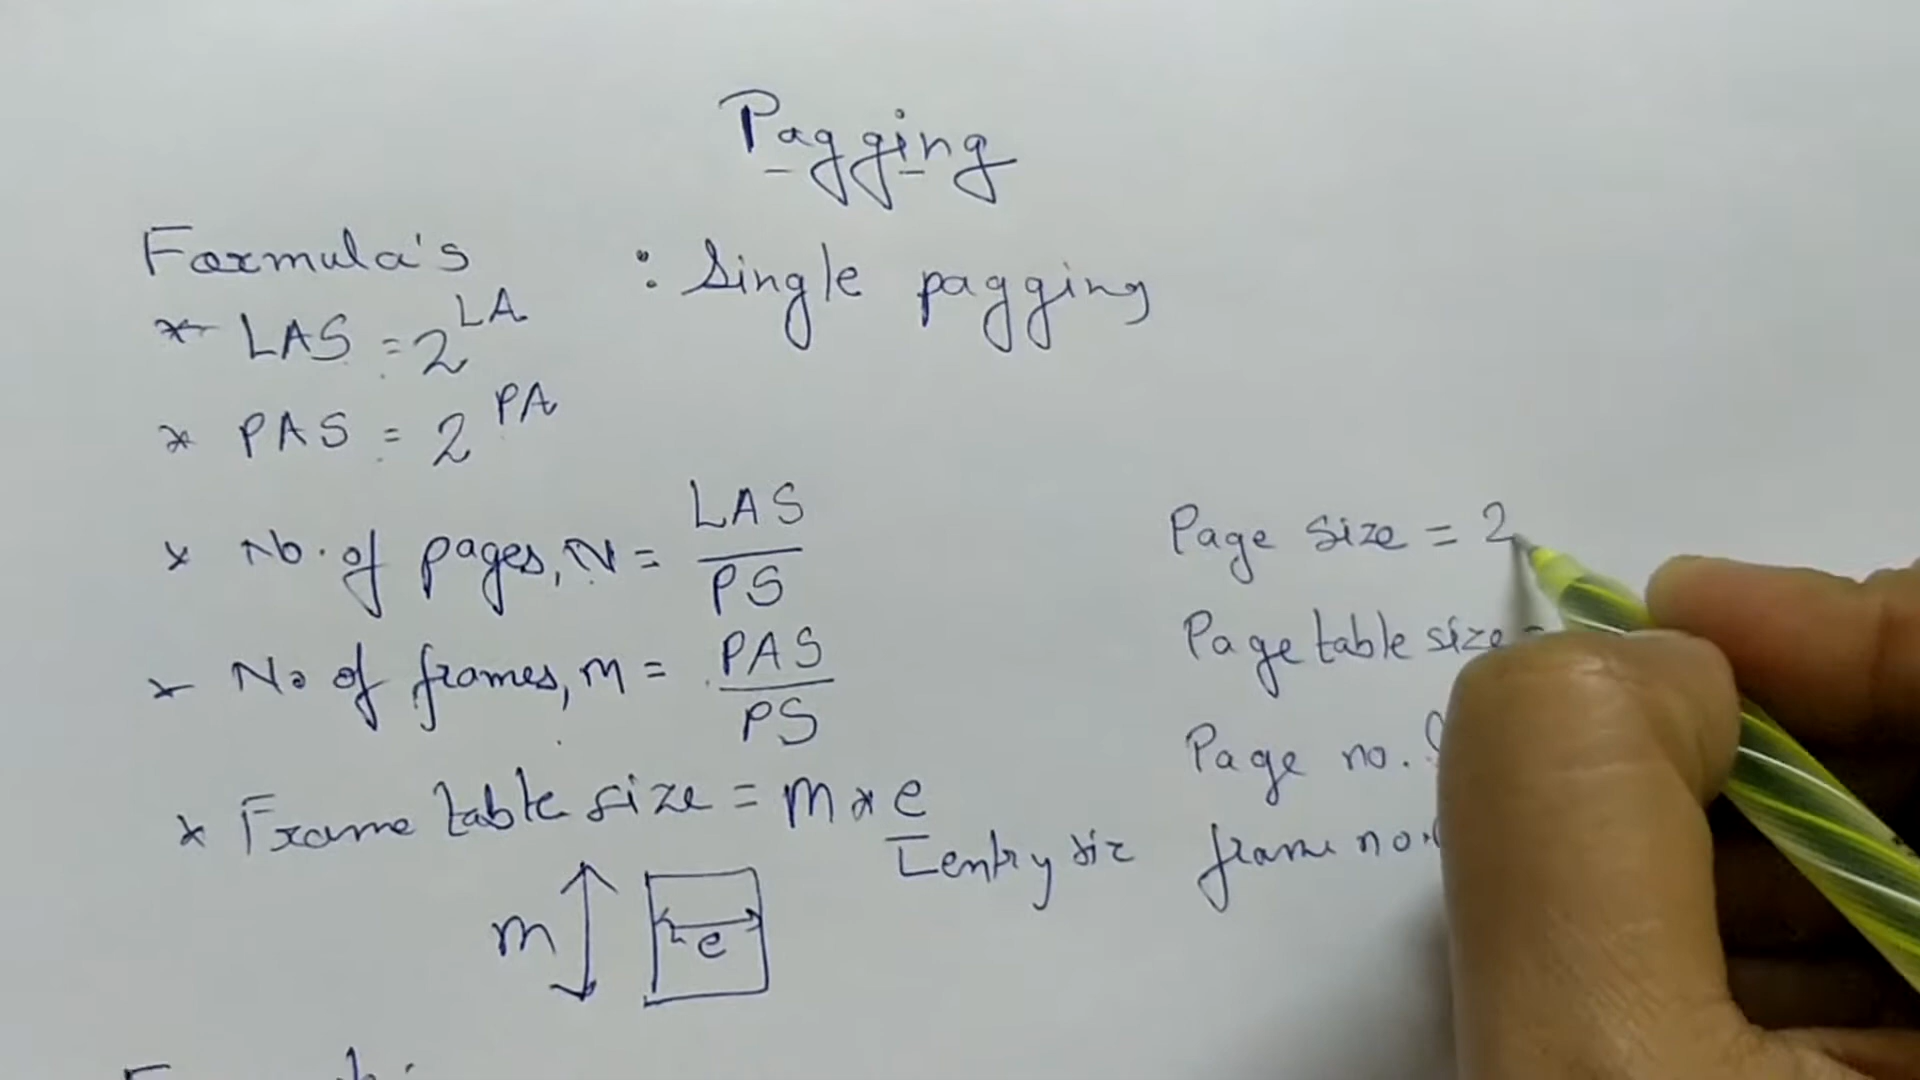 Pagging
Formula's : Single pagging
* LAS = 2^LA
* PAS = 2^PA
* No. of pages, N = LAS / PS
* No. of frames, m = PAS / PS
* Frame table size = m * e
entry siz
m e
Page size = 2
Page table size =
Page no.
frame no.